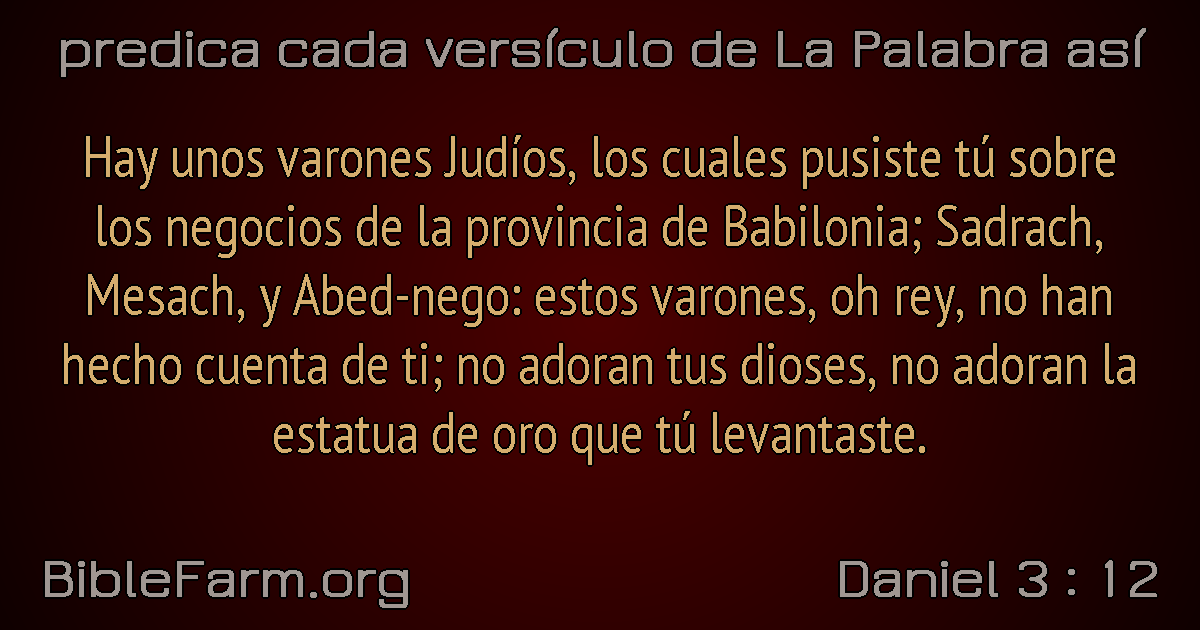 predica cada versículo de La Palabra así
Hay unos varones Judíos, los cuales pusiste tú sobre
los negocios de la provincia de Babilonia; Sadrach,
Mesach, y Abed-nego: estos varones, oh rey, no han
hecho cuenta de ti; no adoran tus dioses, no adoran la
estatua de oro que tú levantaste.
BibleFarm.org
Daniel 3 : 12